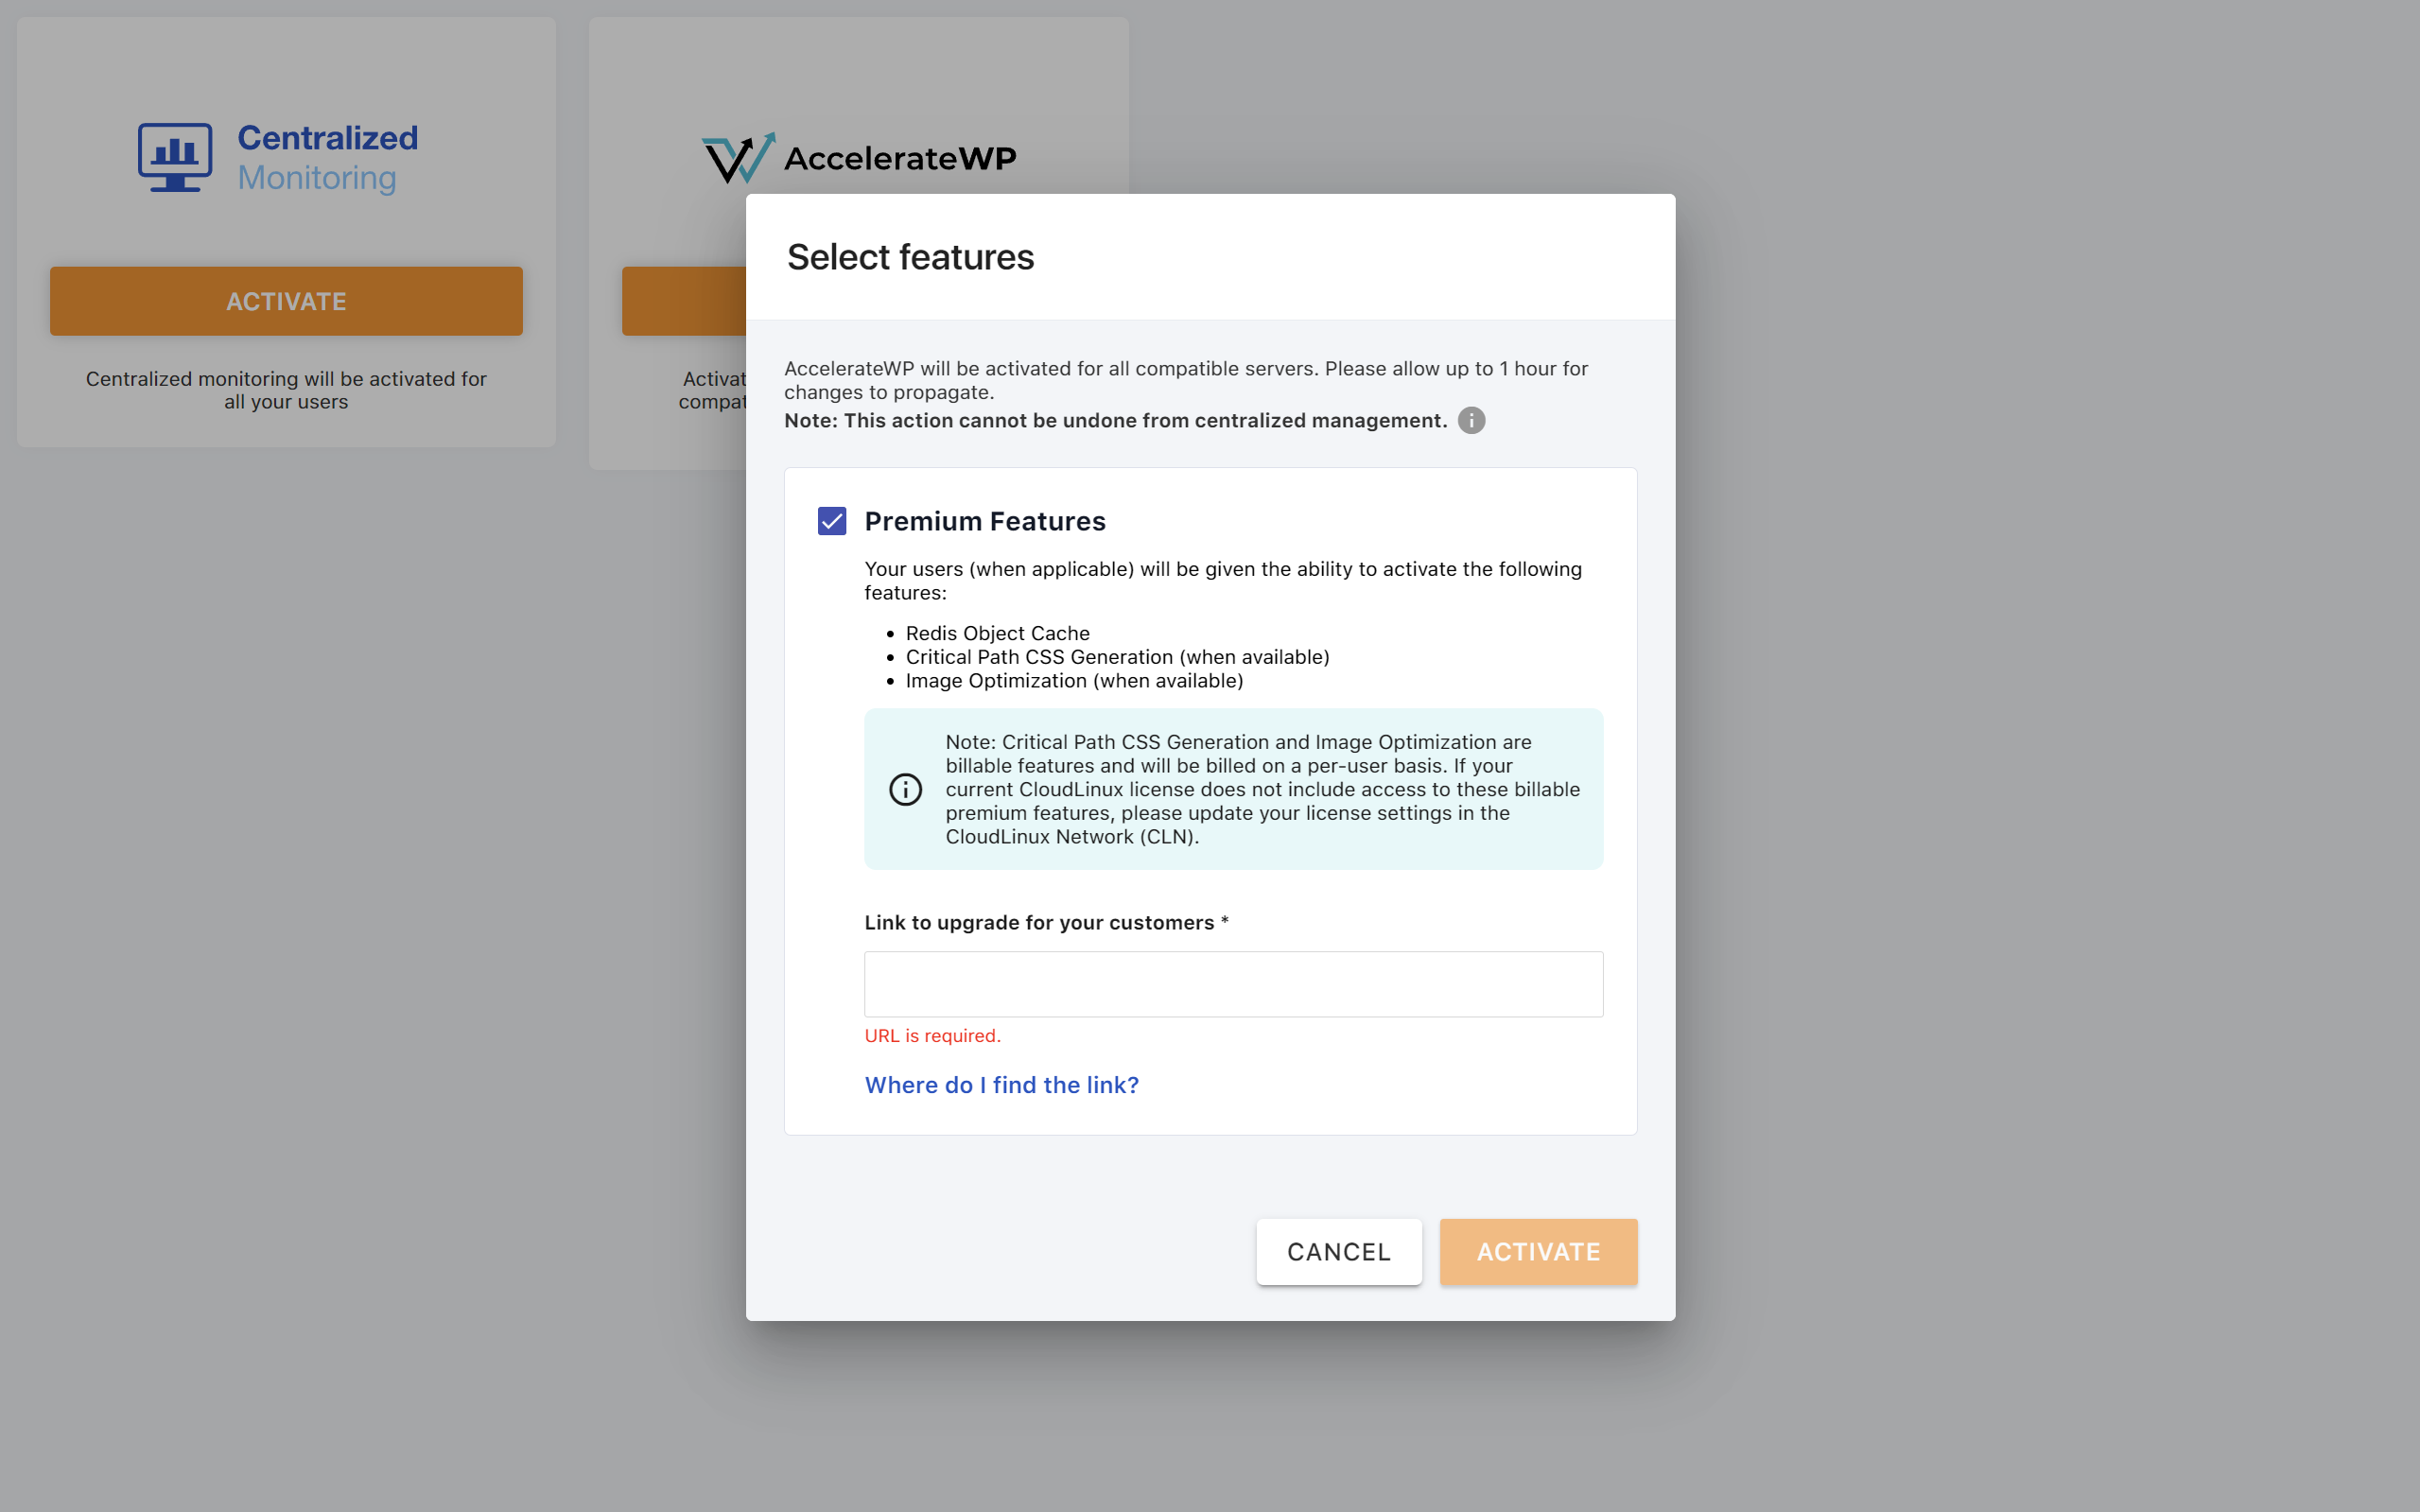 Centralized
Monitoring
ACTIVATE
Centralized monitoring will be activated for
all your users
AccelerateWP
Select features
AccelerateWP will be activated for all compatible servers. Please allow up to 1 hour for
changes to propagate.
Note: This action cannot be undone from centralized management.
Premium Features
Your users (when applicable) will be given the ability to activate the following
features:
• Redis Object Cache
• Critical Path CSS Generation (when available)
• Image Optimization (when available)
Note: Critical Path CSS Generation and Image Optimization are
billable features and will be billed on a per-user basis. If your
current CloudLinux license does not include access to these billable
premium features, please update your license settings in the
CloudLinux Network (CLN).
Link to upgrade for your customers *
URL is required.
Where do I find the link?
CANCEL
ACTIVATE